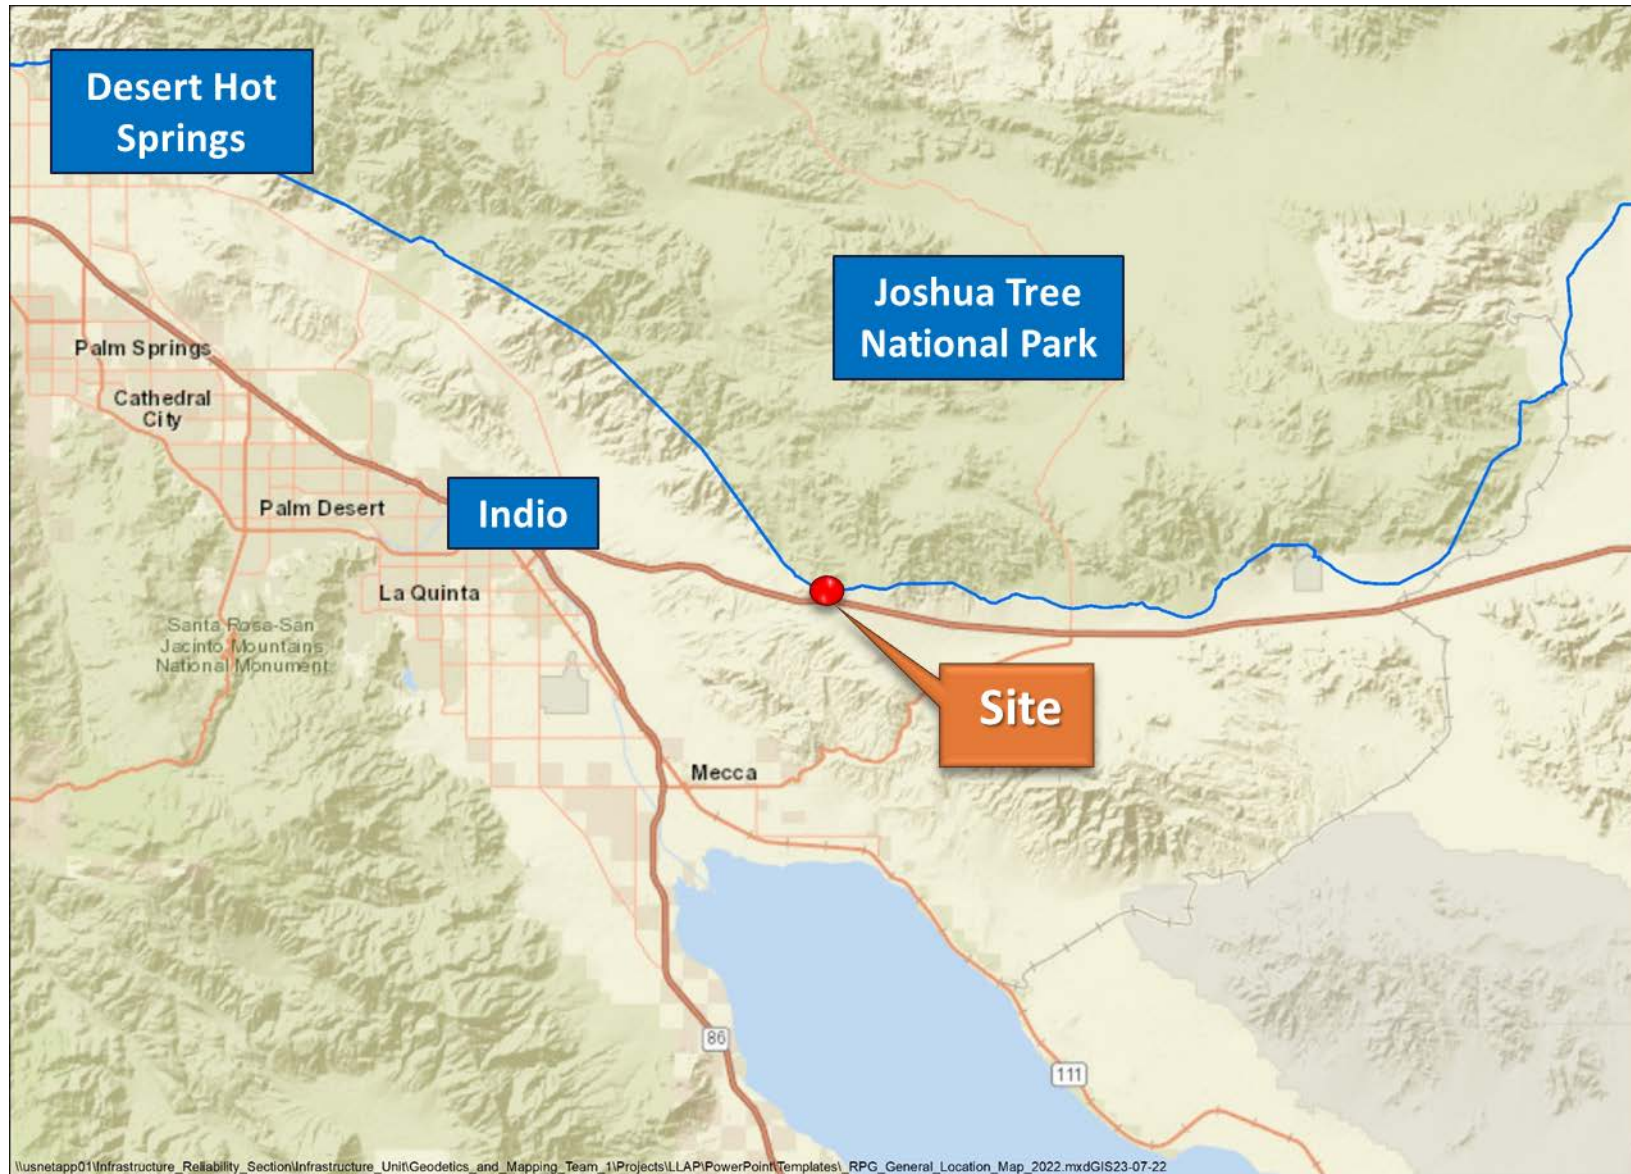 Desert Hot
Springs
Joshua Tree
National Park
Palm Springs
Cathedral
City
Indio
Palm Desert
La Quinta
Santa Rosa-San
Jacinto Mountains
National Monument
Site
Mecca
86
111
\\usnetapp01\Infrastructure_Reliability_Section\Infrastructure_Unit\Geodetics_and_Mapping_Team_1\Projects\LLAP\PowerPoint\Templates\_RPG_General_Location_Map_2022.mxdGIS23-07-22